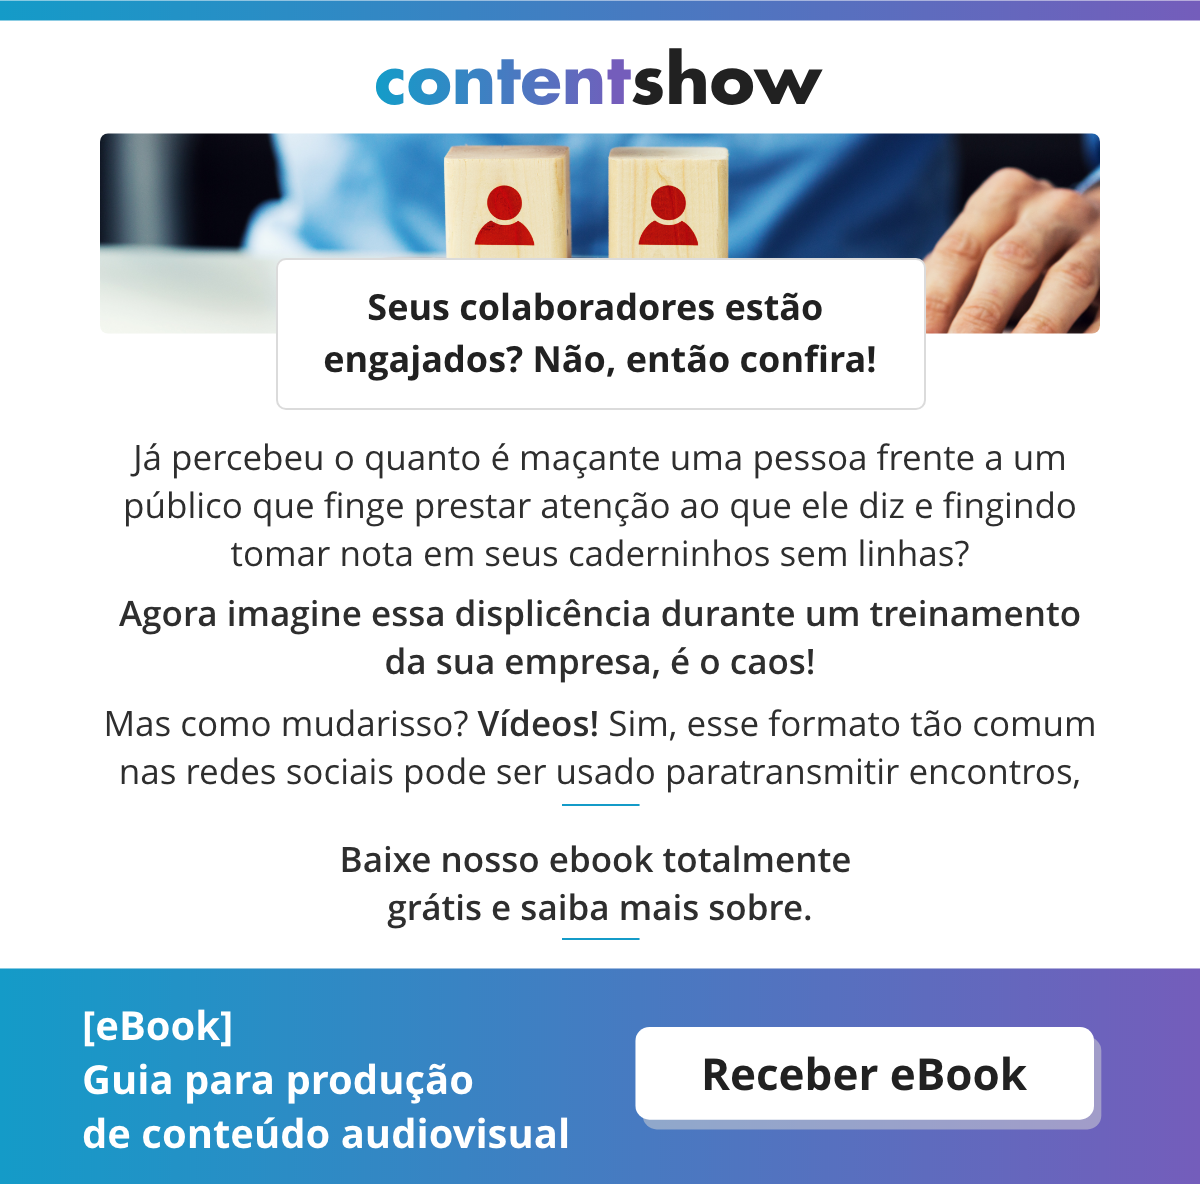 contentshow
Seus colaboradores estão
engajados? Não, então confira!
Já percebeu o quanto é maçante uma pessoa frente a um
público que finge prestar atenção ao que ele diz e fingindo
tomar nota em seus caderninhos sem linhas?
Agora imagine essa displicência durante um treinamento
da sua empresa, é o caos!
Mas como mudarisso? Vídeos! Sim, esse formato tão comum
nas redes sociais pode ser usado paratransmitir encontros,
Baixe nosso ebook totalmente
grátis e saiba mais sobre.
[eBook]
Guia para produção
de conteúdo audiovisual
Receber eBook